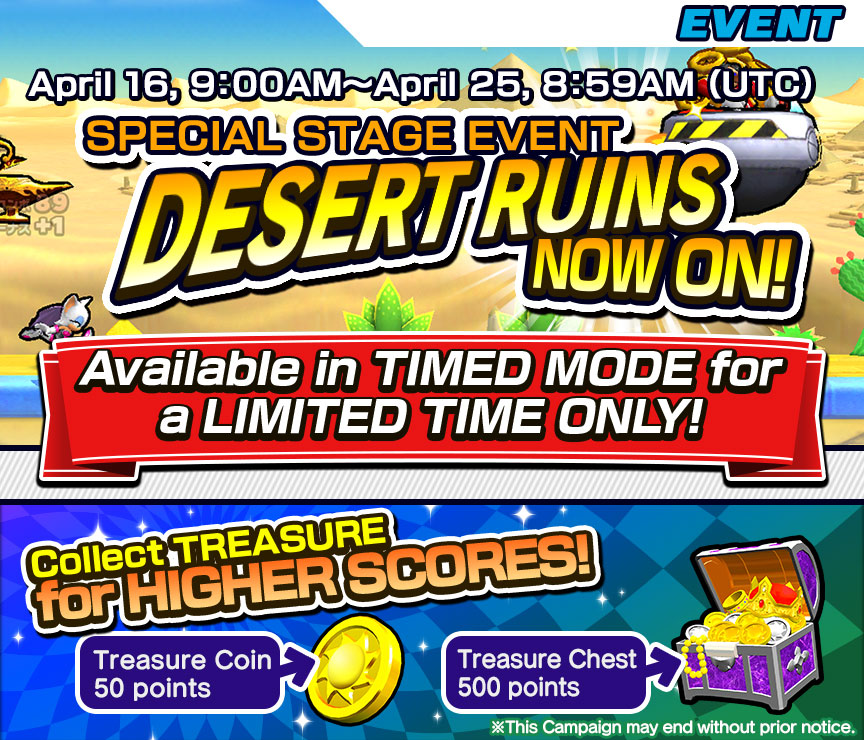 EVENT
April 16, 9:00AM～April 25, 8:59AM (UTC)
SPECIAL STAGE EVENT
DESERT RUINS
NOW ON!
+1
Available in TIMED MODE for
a LIMITED TIME ONLY!
Collect TREASURE
for HIGHER SCORES!
Treasure Coin
50 points
Treasure Chest
500 points
※This Campaign may end without prior notice.